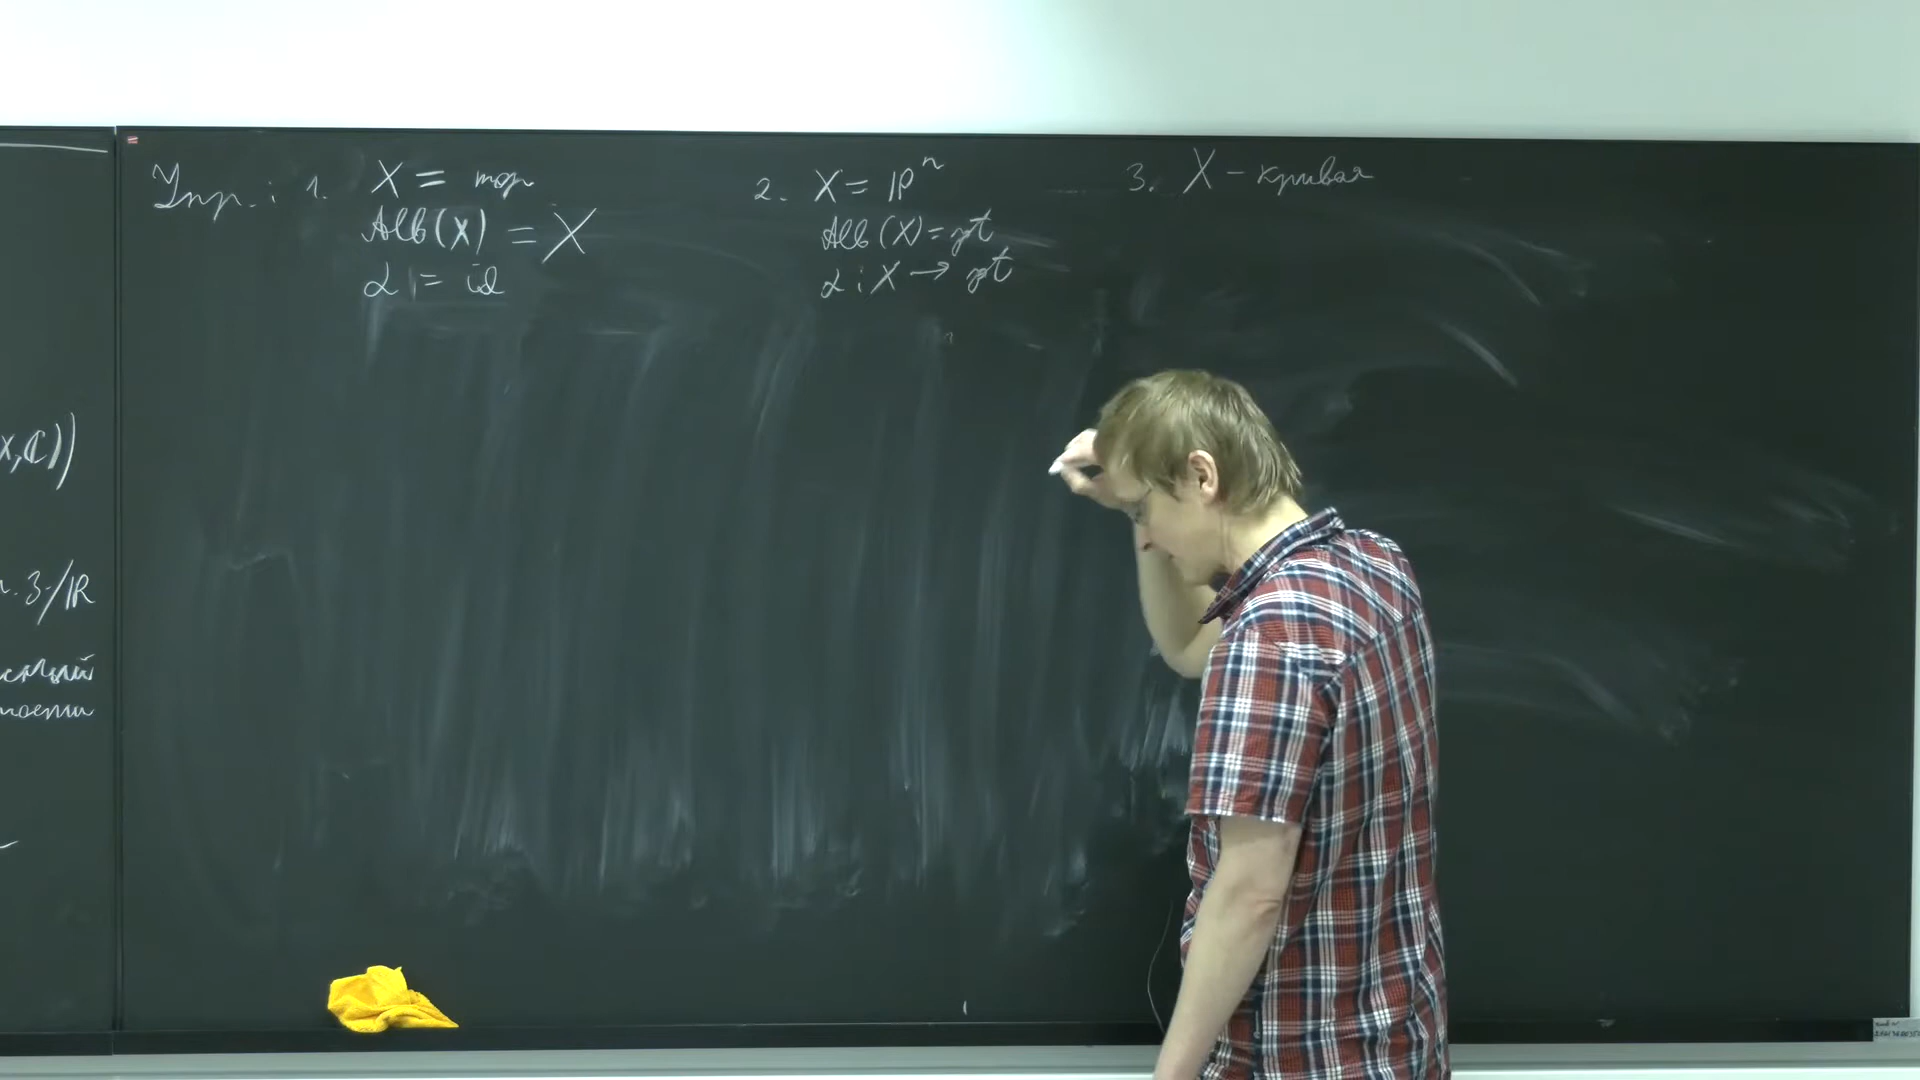 x,ℂ))
. 3-/ℝ
Упр.: 1. X = тор
Alb(X) = X
α = id
2. X = ℙⁿ
Alb(X) = pt
α : X → pt
3. X – кривая